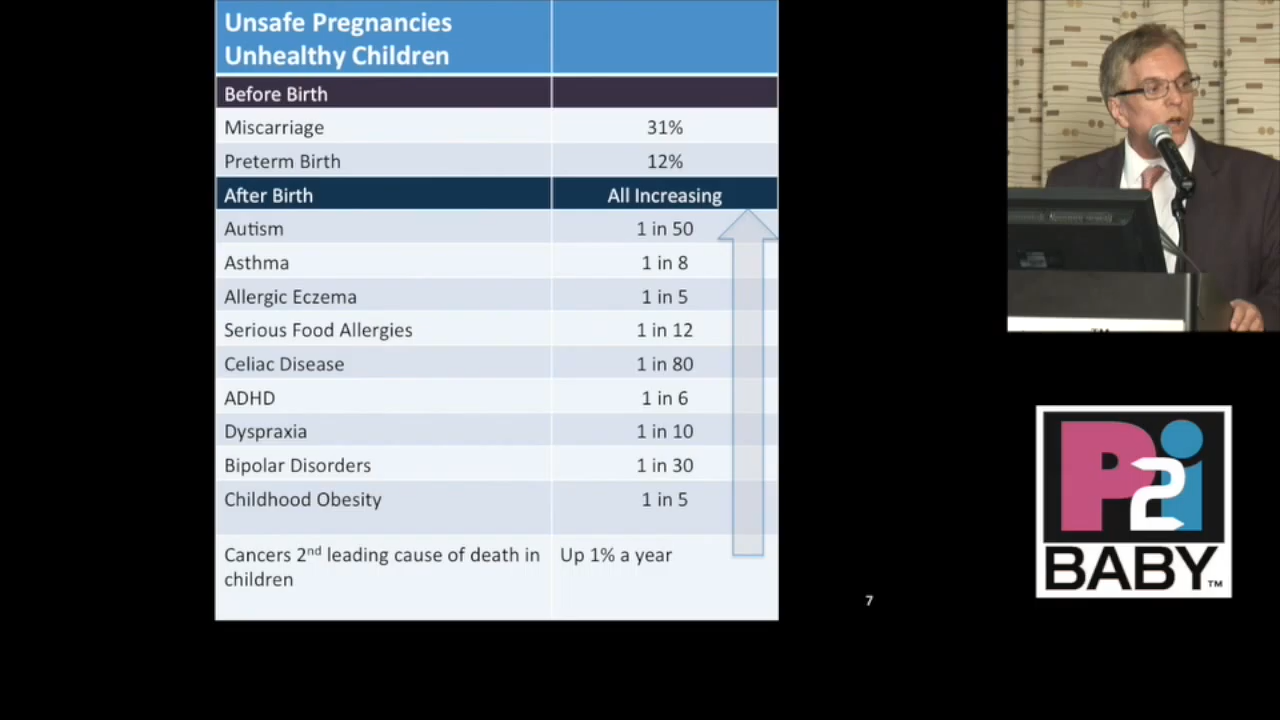 Unsafe Pregnancies
Unhealthy Children
Before Birth
Miscarriage 31%
Preterm Birth 12%
After Birth All Increasing
Autism 1 in 50
Asthma 1 in 8
Allergic Eczema 1 in 5
Serious Food Allergies 1 in 12
Celiac Disease 1 in 80
ADHD 1 in 6
Dyspraxia 1 in 10
Bipolar Disorders 1 in 30
Childhood Obesity 1 in 5
Cancers 2nd leading cause of death in Up 1% a year
children
7
P2i
BABY™